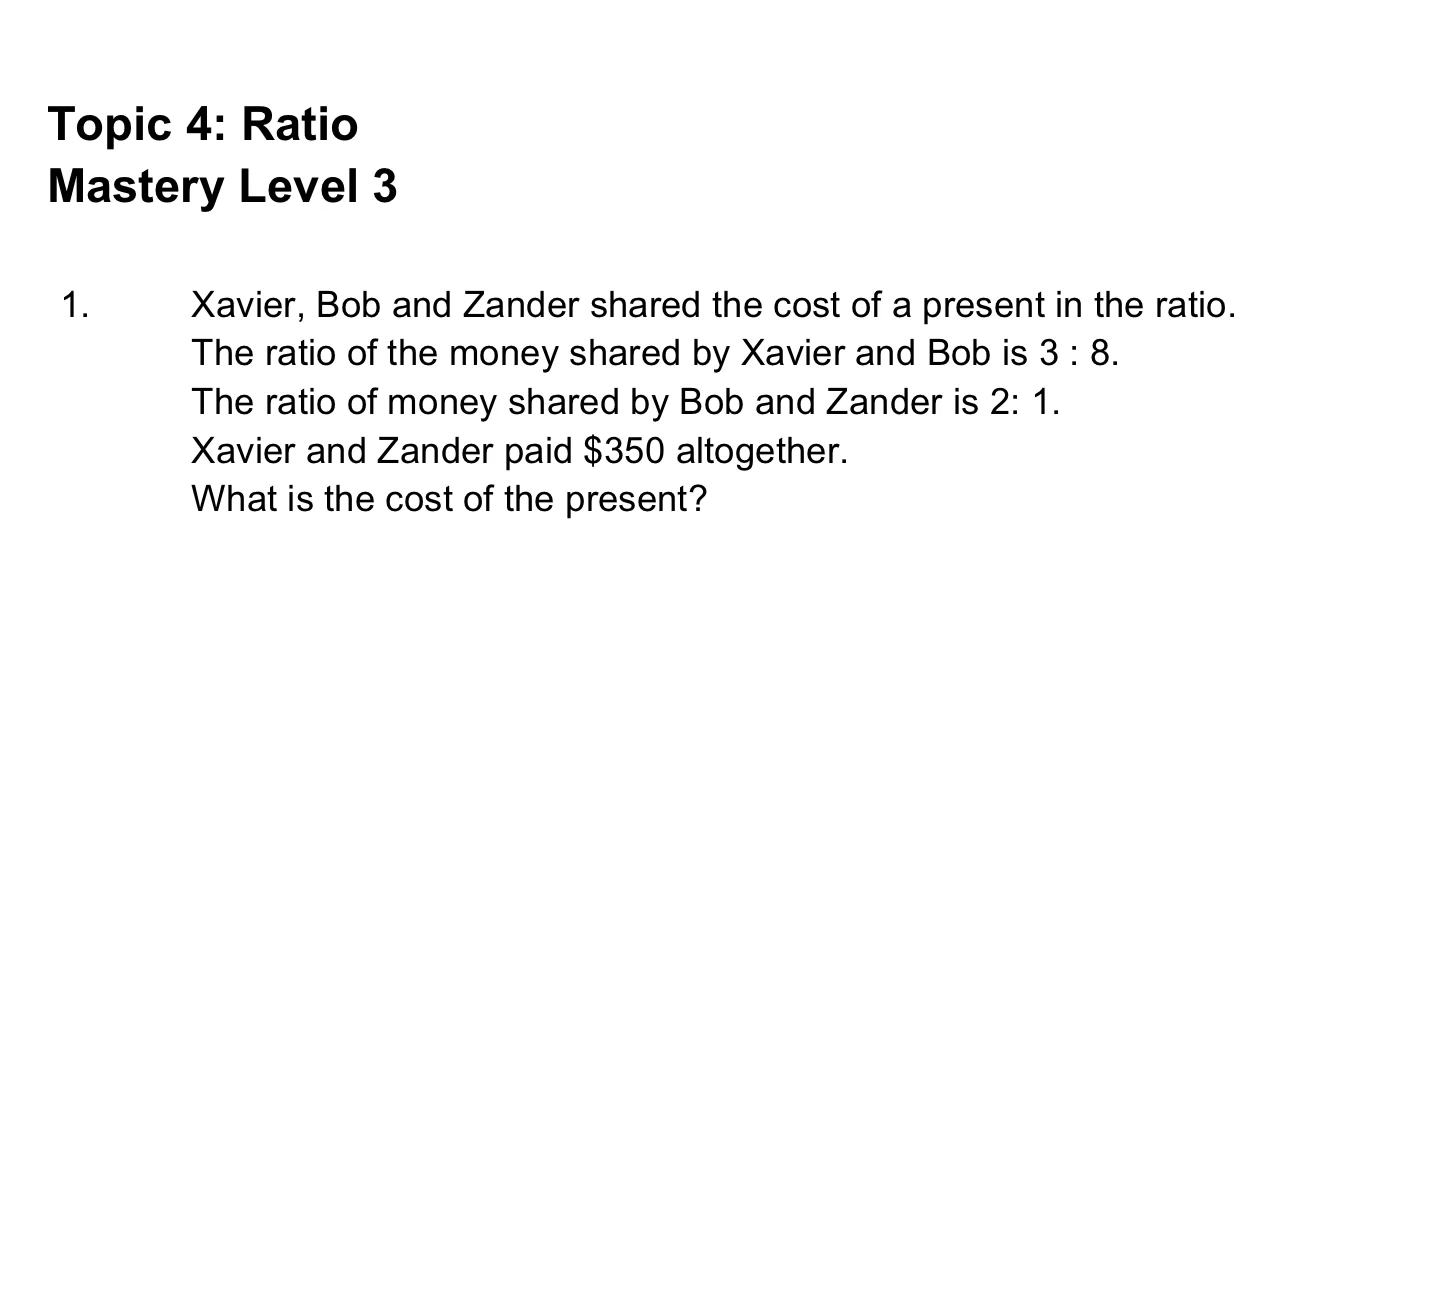 Topic 4: Ratio
Mastery Level 3
1. Xavier, Bob and Zander shared the cost of a present in the ratio.
The ratio of the money shared by Xavier and Bob is 3 : 8.
The ratio of money shared by Bob and Zander is 2: 1.
Xavier and Zander paid $350 altogether.
What is the cost of the present?